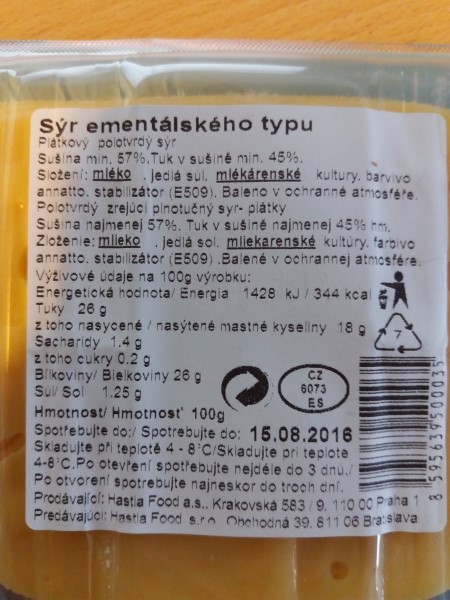 Sýr ementálského typu
Plátkový polotvrdý sýr
Sušina min. 57%.Tuk v sušině min. 45%.
Složení: mléko , jedlá sůl, mlékárenské kultury, barvivo
annatto, stabilizátor (E509). Baleno v ochranné atmosféře.
Polotvrdý zrejúci plnotučný syr- plátky
Sušina najmenej 57%. Tuk v sušině najmenej 45% hm.
Zloženie: mlieko , jedlá sol, mliekarenské kultúry, farbivo
annatto, stabilizátor (E509) .Balené v ochrannej atmosfére.
Výživové údaje na 100g výrobku:
Energetická hodnota/ Energia 1428 kJ / 344 kcal
Tuky 26 g
z toho nasycené / nasýtené mastné kyseliny 18 g
Sacharidy 1.4 g
z toho cukry 0.2 g
Bílkoviny/ Bielkoviny 26 g
Sůl/ Sol 1.25 g
7
CZ
6073
ES
Hmotnost/ Hmotnosť 100g
Spotřebujte do:/ Spotrebujte do: 15.08.2016
Skladujte při teplotě 4 - 8°C/Skladujte pri teplote
4-8°C.Po otevření spotřebujte nejdéle do 3 dnů./
Po otvorení spotrebujte najneskor do troch dní.
Prodávající: Hastia Food a.s., Krakovská 583 / 9, 110 00 Praha 1
Predávajúci: Hastia Food s.r.o. Obchodná 39, 811 06 Bratislava
8 595639 500035